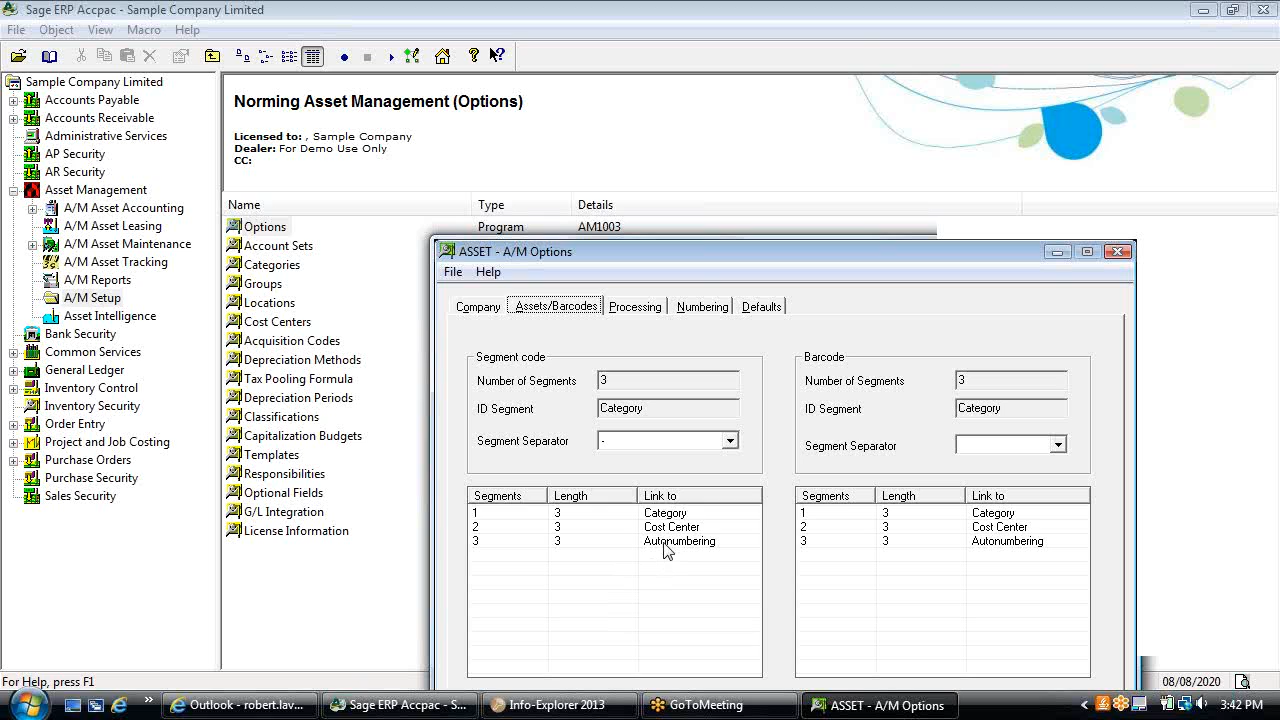 Sage ERP Accpac - Sample Company Limited
File Object View Macro Help
Sample Company Limited
Accounts Payable
Accounts Receivable
Administrative Services
AP Security
AR Security
Asset Management
A/M Asset Accounting
A/M Asset Leasing
A/M Asset Maintenance
A/M Asset Tracking
A/M Reports
A/M Setup
Asset Intelligence
Bank Security
Common Services
General Ledger
Inventory Control
Inventory Security
Order Entry
Project and Job Costing
Purchase Orders
Purchase Security
Sales Security
Norming Asset Management (Options)
Licensed to: , Sample Company
Dealer: For Demo Use Only
CC:
Name Type Details
Options Program AM1003
Account Sets
Categories
Groups
Locations
Cost Centers
Acquisition Codes
Depreciation Methods
Tax Pooling Formula
Depreciation Periods
Classifications
Capitalization Budgets
Templates
Responsibilities
Optional Fields
G/L Integration
License Information
ASSET - A/M Options
File Help
Company Assets/Barcodes Processing Numbering Defaults
Segment code
Number of Segments 3
ID Segment Category
Segment Separator -
Segments Length Link to
1 3 Category
2 3 Cost Center
3 3 Autonumbering
Barcode
Number of Segments 3
ID Segment Category
Segment Separator
Segments Length Link to
1 3 Category
2 3 Cost Center
3 3 Autonumbering
For Help, press F1 08/08/2020
» Outlook - robert.lav... Sage ERP Accpac - S... Info-Explorer 2013 GoToMeeting ASSET - A/M Options 3:42 PM